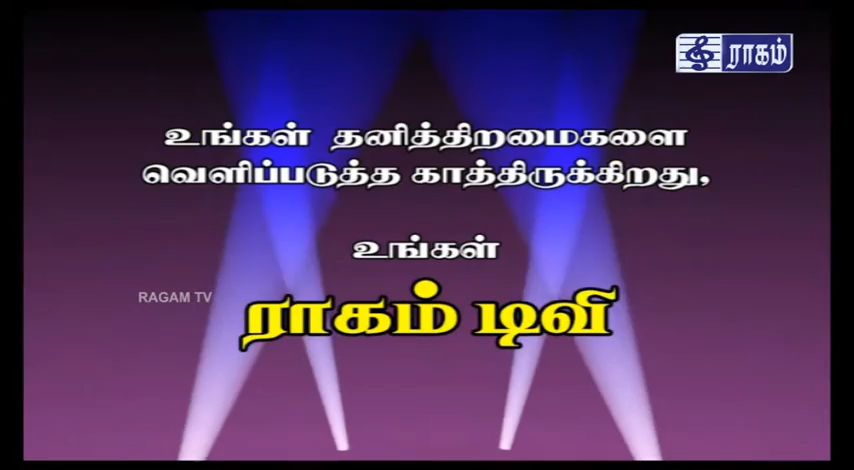 ராகம்
உங்கள் தனித்திறமைகளை
வெளிப்படுத்த காத்திருக்கிறது,
உங்கள்
RAGAM TV
ராகம் டிவி